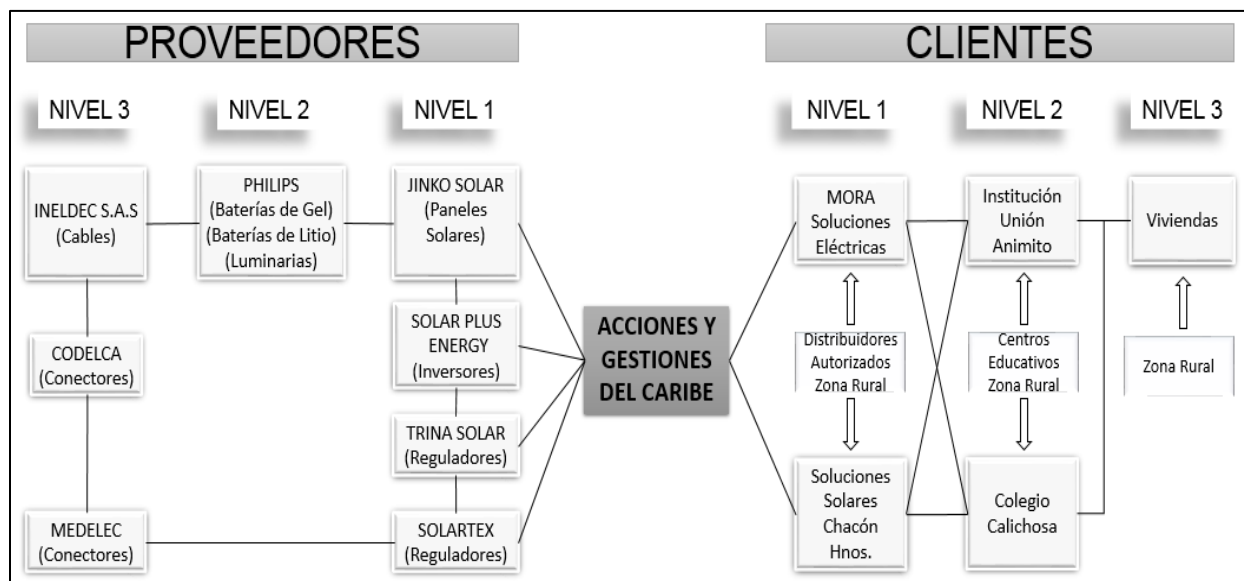 PROVEEDORES
CLIENTES
NIVEL 3
NIVEL 2
NIVEL 1
NIVEL 1
NIVEL 2
NIVEL 3
INELDEC S.A.S
(Cables)
PHILIPS
(Baterías de Gel)
(Baterías de Litio)
(Luminarias)
JINKO SOLAR
(Paneles
Solares)
MORA
Soluciones
Eléctricas
Institución
Unión
Animito
Viviendas
CODELCA
(Conectores)
SOLAR PLUS
ENERGY
(Inversores)
ACCIONES Y
GESTIONES
DEL CARIBE
Distribuidores
Autorizados
Zona Rural
Centros
Educativos
Zona Rural
Zona Rural
TRINA SOLAR
(Reguladores)
MEDELEC
(Conectores)
SOLARTEX
(Reguladores)
Soluciones
Solares
Chacón
Hnos.
Colegio
Calichosa